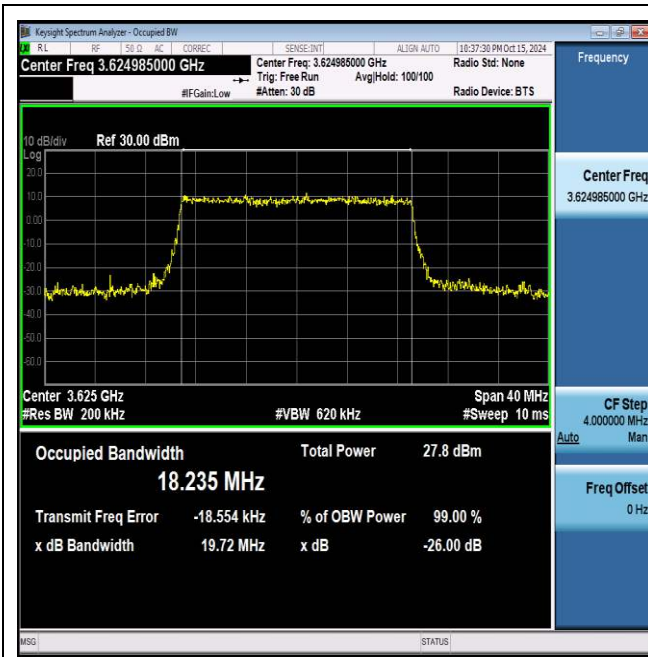 Keysight Spectrum Analyzer - Occupied BW
RL RF 50 Ω AC CORREC SENSE:INT ALIGN AUTO 10:37:30 PM Oct 15, 2024
Center Freq 3.624985000 GHz Center Freq: 3.624985000 GHz Radio Std: None Frequency
Trig: Free Run Avg|Hold: 100/100
#IFGain:Low #Atten: 30 dB Radio Device: BTS
10 dB/div Ref 30.00 dBm
Log
20.0
10.0
0.00
-10.0
-20.0
-30.0
-40.0
-50.0
-60.0
Center Freq
3.624985000 GHz
Center 3.625 GHz Span 40 MHz
#Res BW 200 kHz #VBW 620 kHz #Sweep 10 ms
CF Step
4.000000 MHz
Auto Man
Occupied Bandwidth Total Power 27.8 dBm
18.235 MHz
Freq Offset
0 Hz
Transmit Freq Error -18.554 kHz % of OBW Power 99.00 %
x dB Bandwidth 19.72 MHz x dB -26.00 dB
MSG STATUS